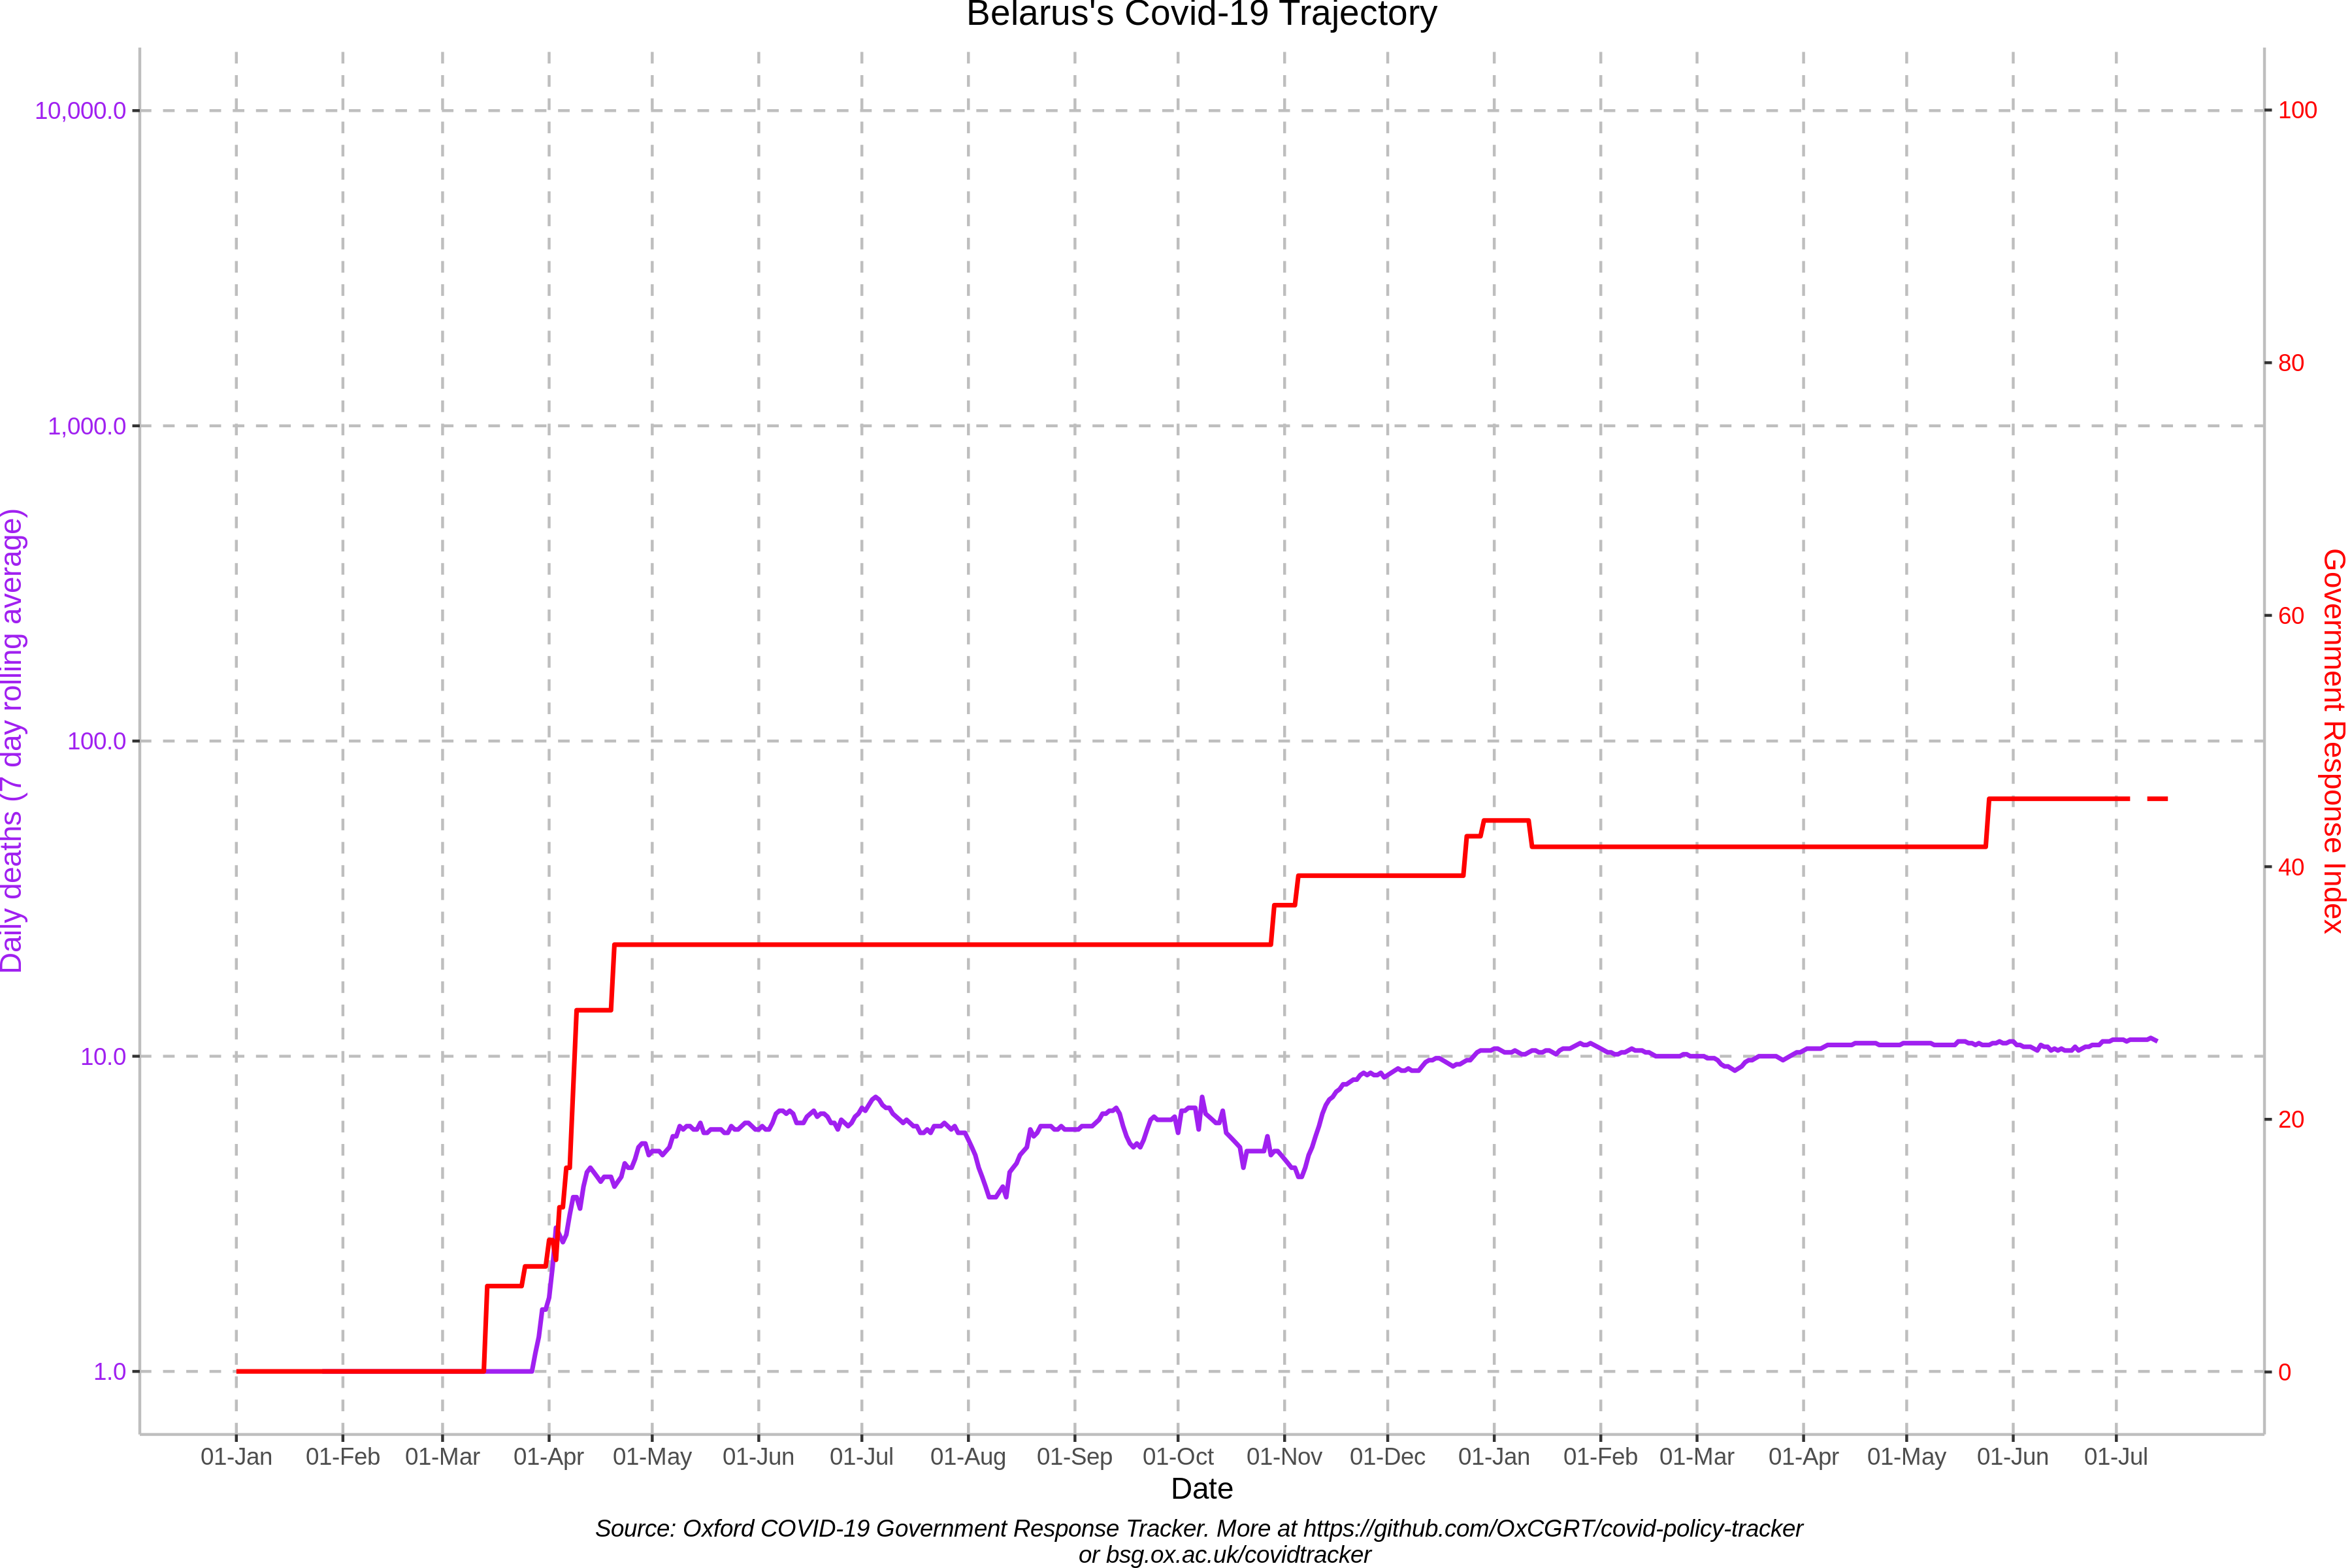 Belarus's Covid-19 Trajectory
10,000.0
1,000.0
100.0
10.0
1.0
Daily deaths (7 day rolling average)
100
80
60
40
20
0
Government Response Index
01-Jan 01-Feb 01-Mar 01-Apr 01-May 01-Jun 01-Jul 01-Aug 01-Sep 01-Oct 01-Nov 01-Dec 01-Jan 01-Feb 01-Mar 01-Apr 01-May 01-Jun 01-Jul
Date
Source: Oxford COVID-19 Government Response Tracker. More at https://github.com/OxCGRT/covid-policy-tracker
or bsg.ox.ac.uk/covidtracker